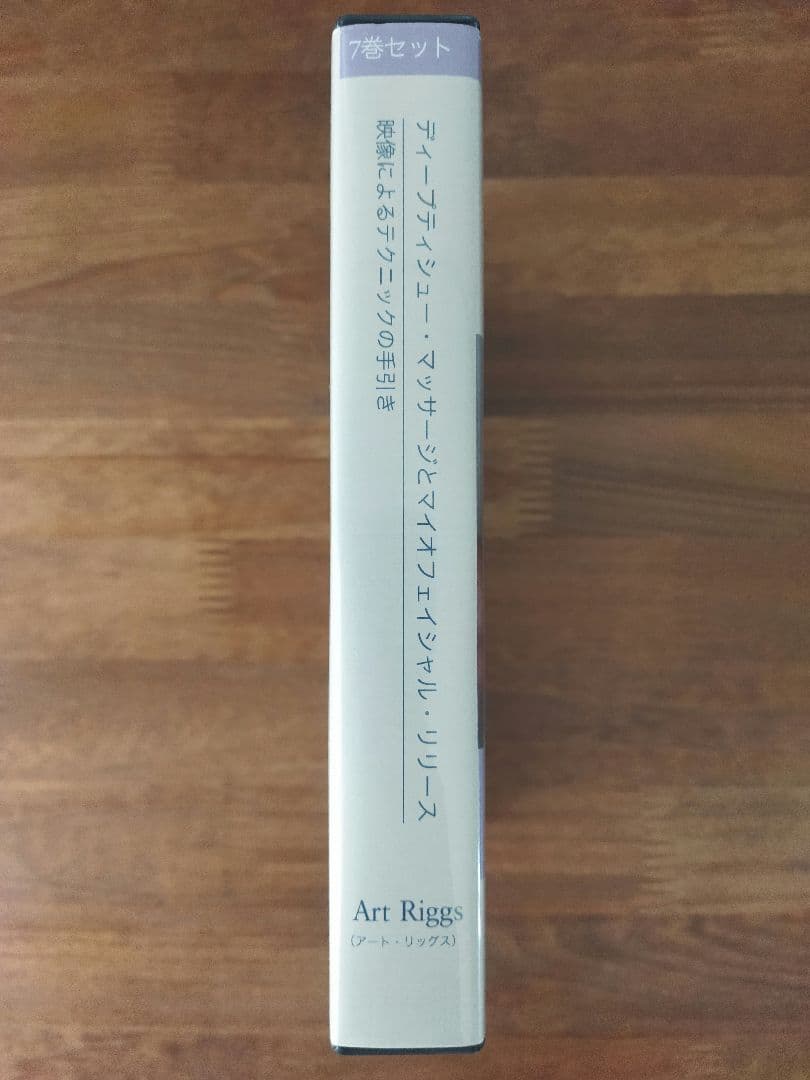 7巻セット
ディープティシュー・マッサージとマイオフェイシャル・リリース
映像によるテクニックの手引き
Art Riggs
（アート・リッグス）